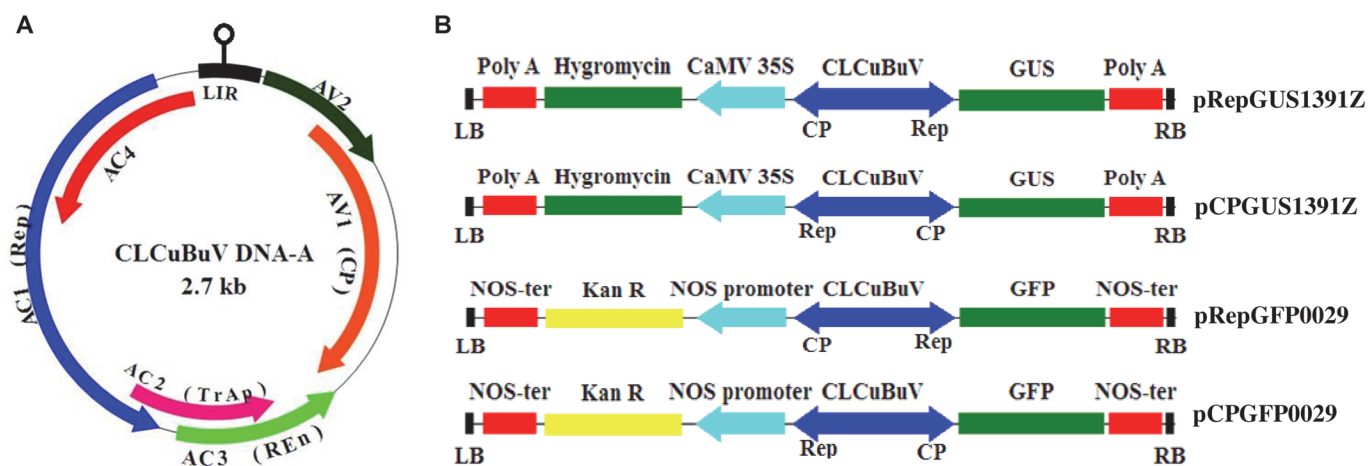 A
LIR
AV2
AC4
AV1 (CP)
AC1 (Rep)
CLCuBuV DNA-A
2.7 kb
AC2 (TrAp)
AC3 (REn)
B
Poly A Hygromycin CaMV 35S CLCuBuV GUS Poly A
pRepGUS1391Z
LB CP Rep RB
Poly A Hygromycin CaMV 35S CLCuBuV GUS Poly A
pCPGUS1391Z
LB Rep CP RB
NOS-ter Kan R NOS promoter CLCuBuV GFP NOS-ter
pRepGFP0029
LB CP Rep RB
NOS-ter Kan R NOS promoter CLCuBuV GFP NOS-ter
pCPGFP0029
LB Rep CP RB